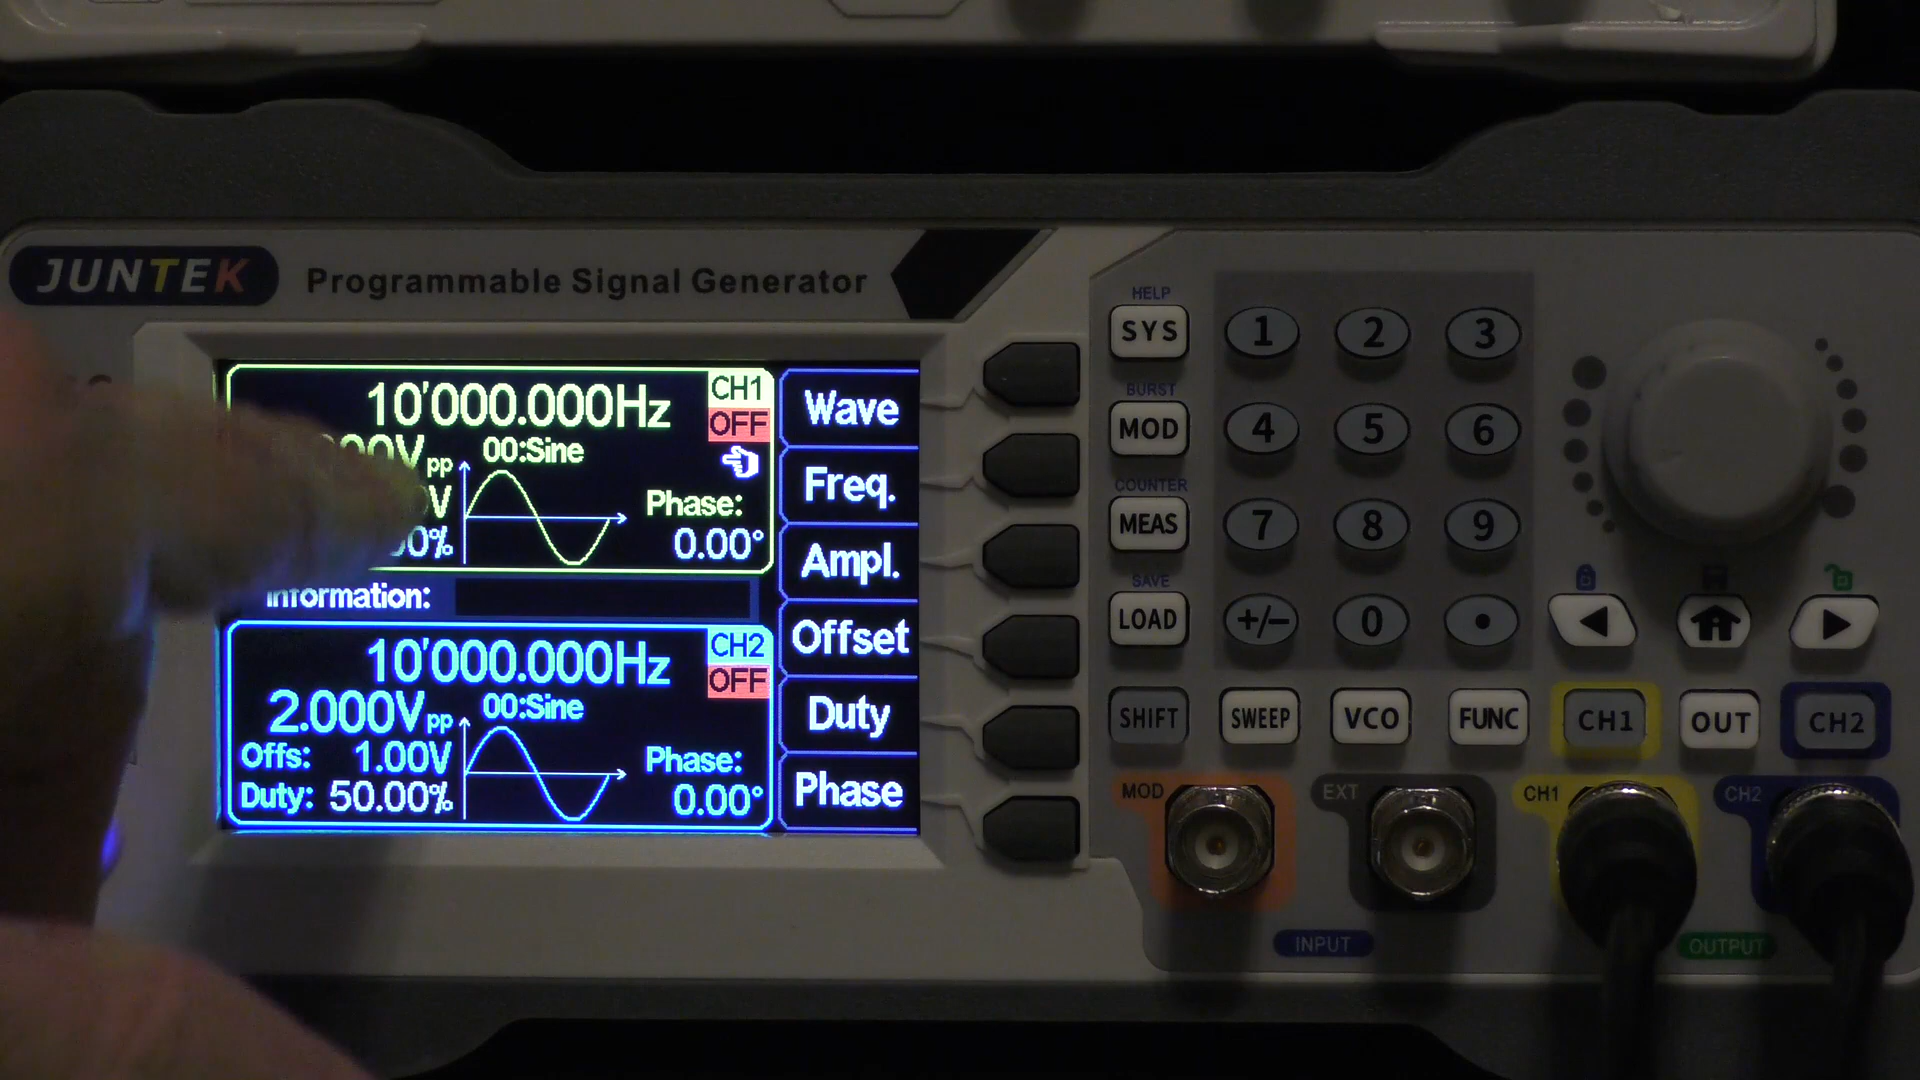 JUNTEK Programmable Signal Generator
10'000.000Hz CH1
OFF
pp 00:Sine
V Phase:
0% 0.00°
Information:
10'000.000Hz CH2
OFF
2.000Vpp 00:Sine
Offs: 1.00V Phase:
Duty: 50.00% 0.00°
Wave
Freq.
Ampl.
Offset
Duty
Phase
HELP
SYS 1 2 3
BURST
MOD 4 5 6
COUNTER
MEAS 7 8 9
SAVE
LOAD +/- 0 •
SHIFT SWEEP VCO FUNC CH1 OUT CH2
MOD EXT CH1 CH2
INPUT OUTPUT